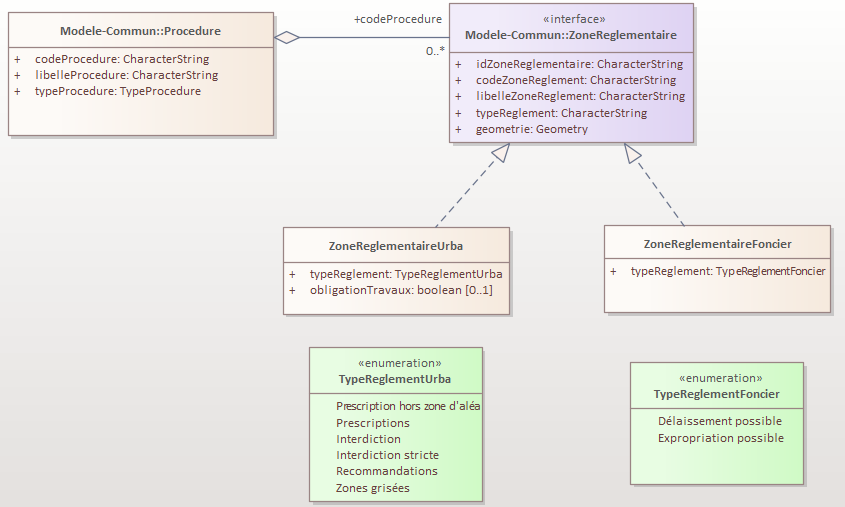 Modele-Commun::Procedure
+ codeProcedure: CharacterString
+ libelleProcedure: CharacterString
+ typeProcedure: TypeProcedure
+codeProcedure
0..*
«interface»
Modele-Commun::ZoneReglementaire
+ idZoneReglementaire: CharacterString
+ codeZoneReglement: CharacterString
+ libelleZoneReglement: CharacterString
+ typeReglement: CharacterString
+ geometrie: Geometry
ZoneReglementaireUrba
+ typeReglement: TypeReglementUrba
+ obligationTravaux: boolean [0..1]
ZoneReglementaireFoncier
+ typeReglement: TypeReglementFoncier
«enumeration»
TypeReglementUrba
Prescription hors zone d'aléa
Prescriptions
Interdiction
Interdiction stricte
Recommandations
Zones grisées
«enumeration»
TypeReglementFoncier
Délaissement possible
Expropriation possible